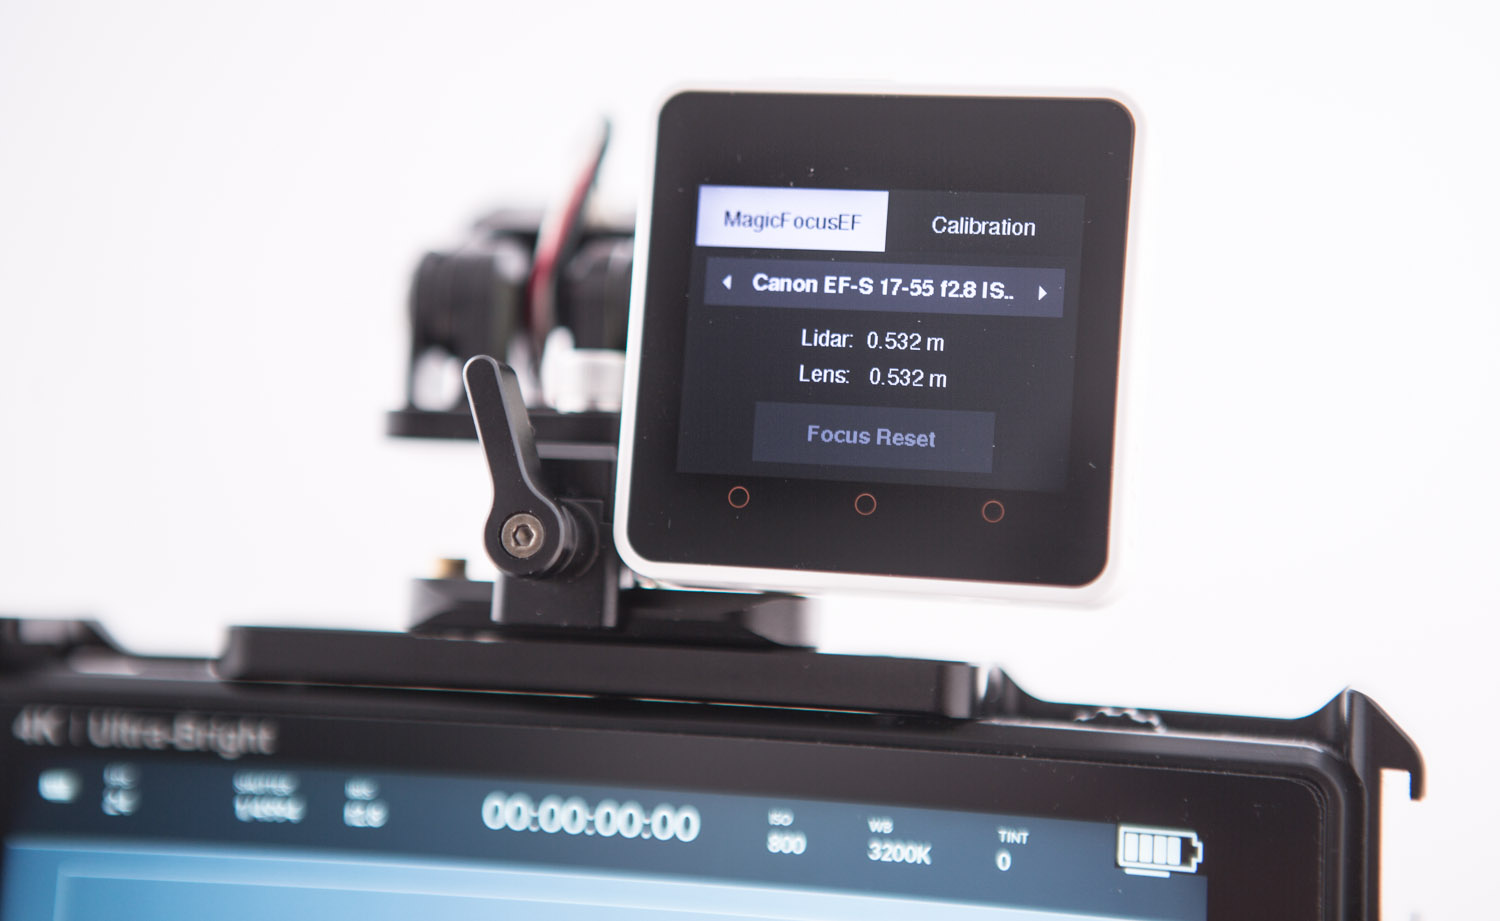 MagicFocusEF
Calibration
Canon EF-S 17-55 f2.8 IS..
Lidar: 0.532 m
Lens: 0.532 m
Focus Reset
4K | Ultra-Bright
00:00:00:00
ISO
800
WB
3200K
TINT
0